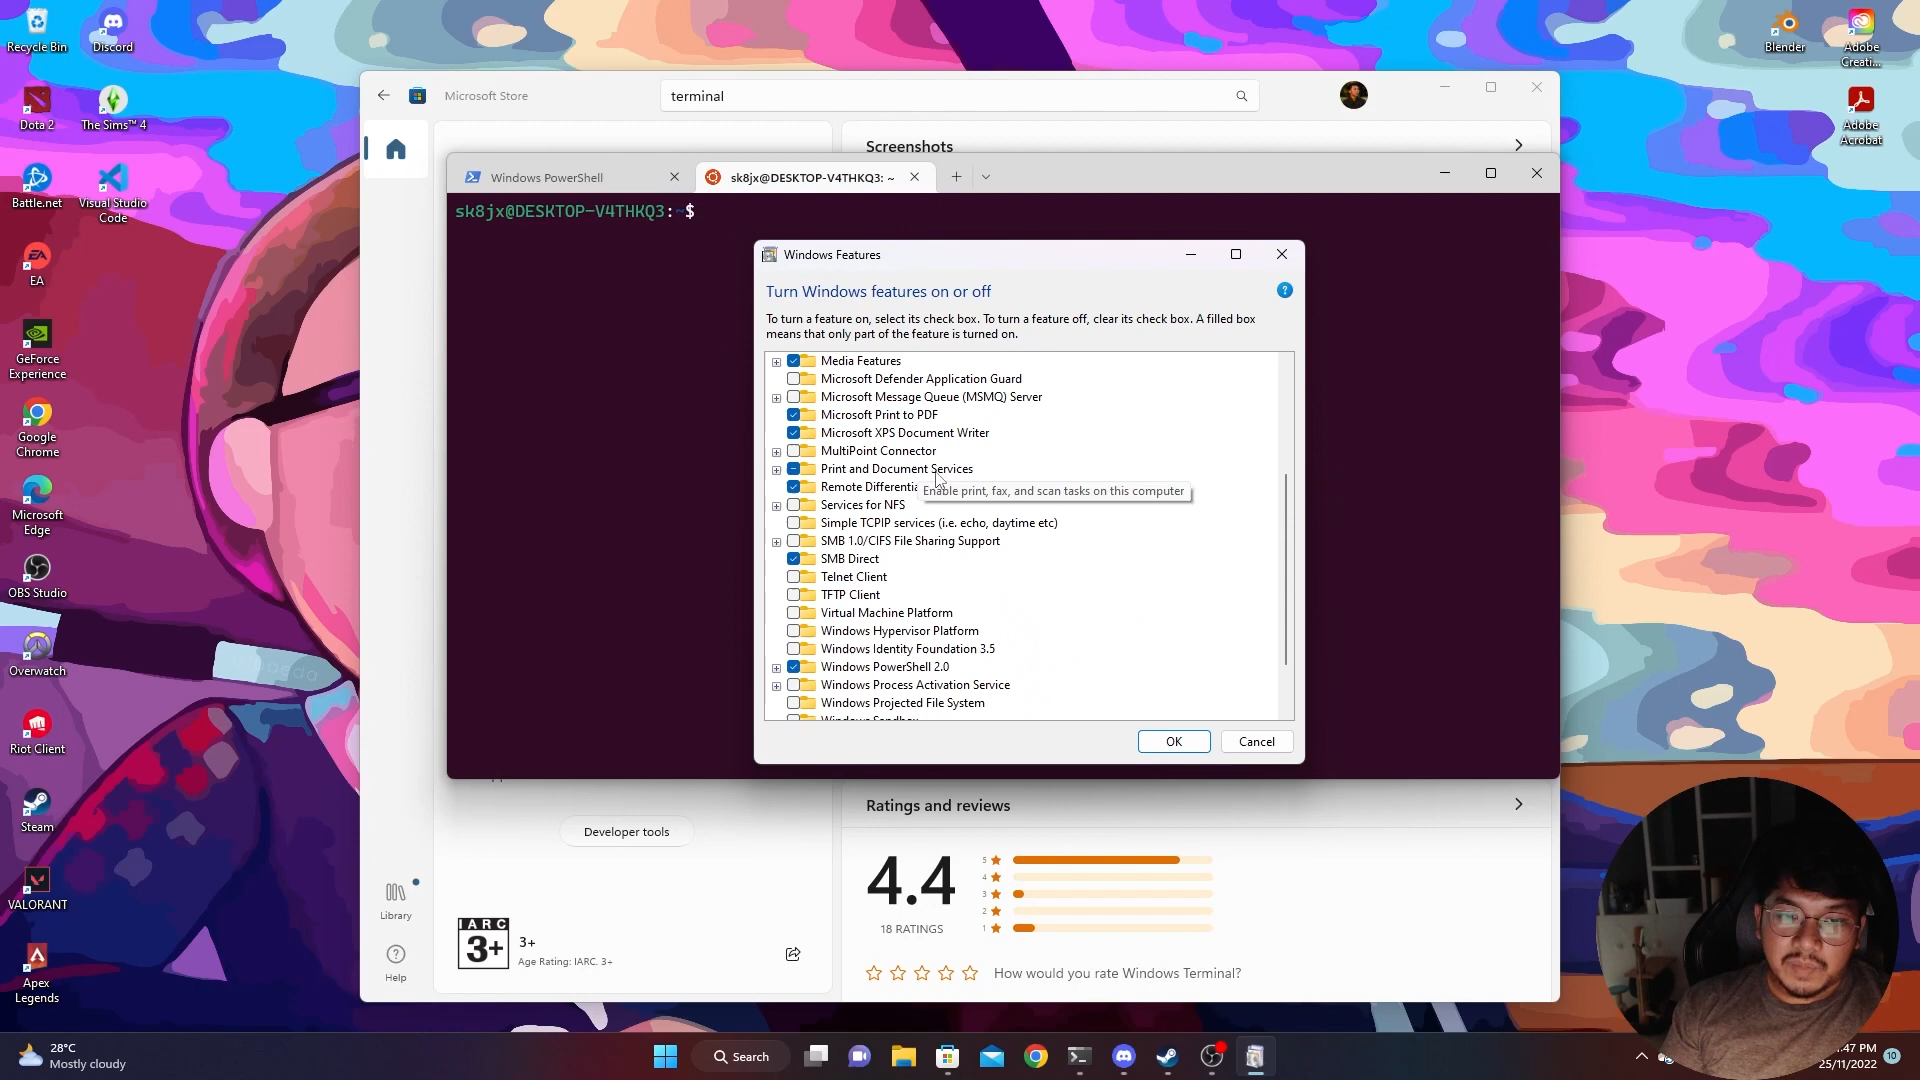 Recycle Bin
Discord
Dota 2
The Sims™ 4
Battle.net
Visual Studio
Code
EA
GeForce
Experience
Google
Chrome
Microsoft
Edge
OBS Studio
Overwatch
Riot Client
Steam
VALORANT
Apex
Legends
Blender
Adobe
Creati...
Adobe
Acrobat
Microsoft Store
terminal
Screenshots
Windows PowerShell
sk8jx@DESKTOP-V4THKQ3: ~
sk8jx@DESKTOP-V4THKQ3:~$
Windows Features
Turn Windows features on or off
To turn a feature on, select its check box. To turn a feature off, clear its check box. A filled box
means that only part of the feature is turned on.
Media Features
Microsoft Defender Application Guard
Microsoft Message Queue (MSMQ) Server
Microsoft Print to PDF
Microsoft XPS Document Writer
MultiPoint Connector
Print and Document Services
Remote Differentia
Enable print, fax, and scan tasks on this computer
Services for NFS
Simple TCPIP services (i.e. echo, daytime etc)
SMB 1.0/CIFS File Sharing Support
SMB Direct
Telnet Client
TFTP Client
Virtual Machine Platform
Windows Hypervisor Platform
Windows Identity Foundation 3.5
Windows PowerShell 2.0
Windows Process Activation Service
Windows Projected File System
Windows Sandbox
OK
Cancel
Developer tools
Library
Help
IARC
3+
3+
Age Rating: IARC. 3+
Ratings and reviews
4.4
18 RATINGS
5
4
3
2
1
How would you rate Windows Terminal?
28°C
Mostly cloudy
Search
:47 PM
25/11/2022
10